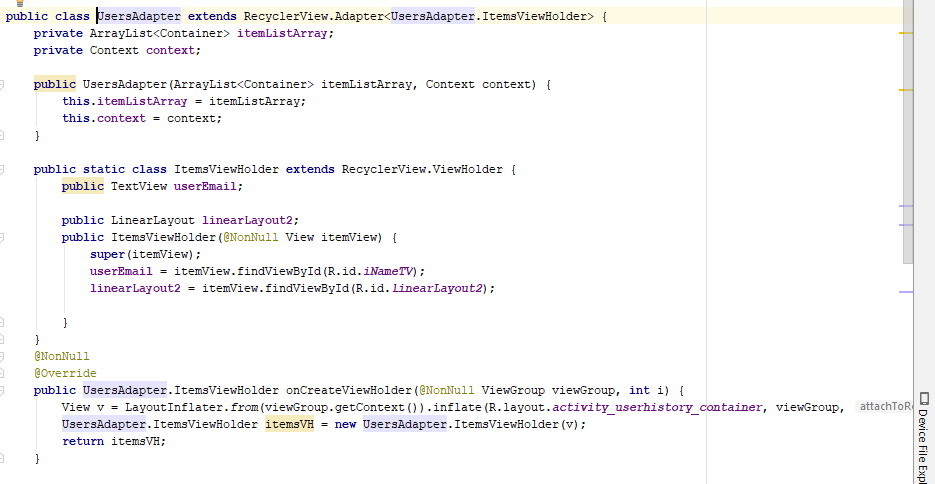 public class UsersAdapter extends RecyclerView.Adapter<UsersAdapter.ItemsViewHolder> {
private ArrayList<Container> itemListArray;
private Context context;
public UsersAdapter(ArrayList<Container> itemListArray, Context context) {
this.itemListArray = itemListArray;
this.context = context;
}
public static class ItemsViewHolder extends RecyclerView.ViewHolder {
public TextView userEmail;
public LinearLayout linearLayout2;
public ItemsViewHolder(@NonNull View itemView) {
super(itemView);
userEmail = itemView.findViewById(R.id.iNameTV);
linearLayout2 = itemView.findViewById(R.id.linearLayout2);
}
}
@NonNull
@Override
public UsersAdapter.ItemsViewHolder onCreateViewHolder(@NonNull ViewGroup viewGroup, int i) {
View v = LayoutInflater.from(viewGroup.getContext()).inflate(R.layout.activity_userhistory_container, viewGroup,
UsersAdapter.ItemsViewHolder itemsVH = new UsersAdapter.ItemsViewHolder(v);
return itemsVH;
}
Device File